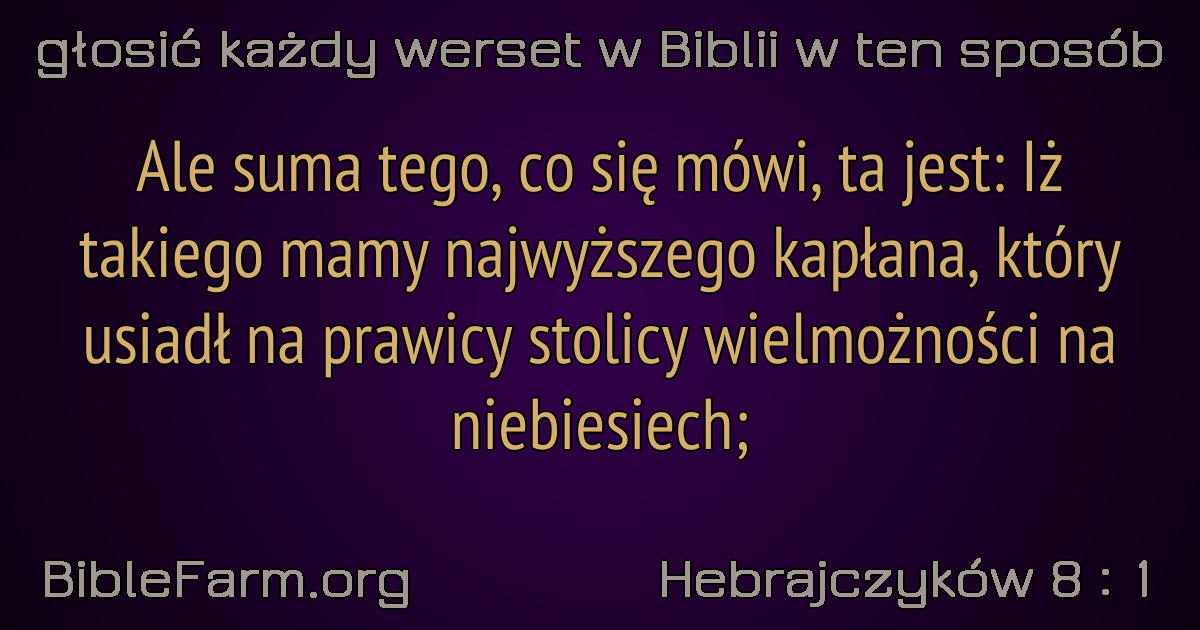 głosić każdy werset w Biblii w ten sposób
Ale suma tego, co się mówi, ta jest: Iż
takiego mamy najwyższego kapłana, który
usiadł na prawicy stolicy wielmożności na
niebiesiech;
BibleFarm.org
Hebrajczyków 8 : 1